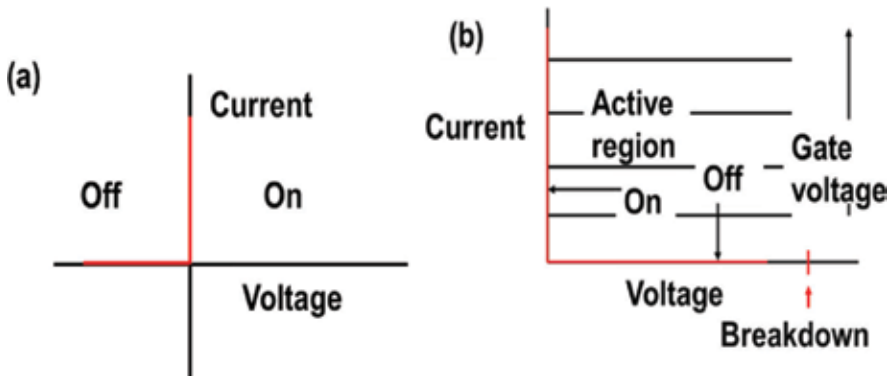 (a)
Current
Off
On
Voltage
(b)
Current
Active
region
Off
On
Gate
voltage
Voltage
Breakdown